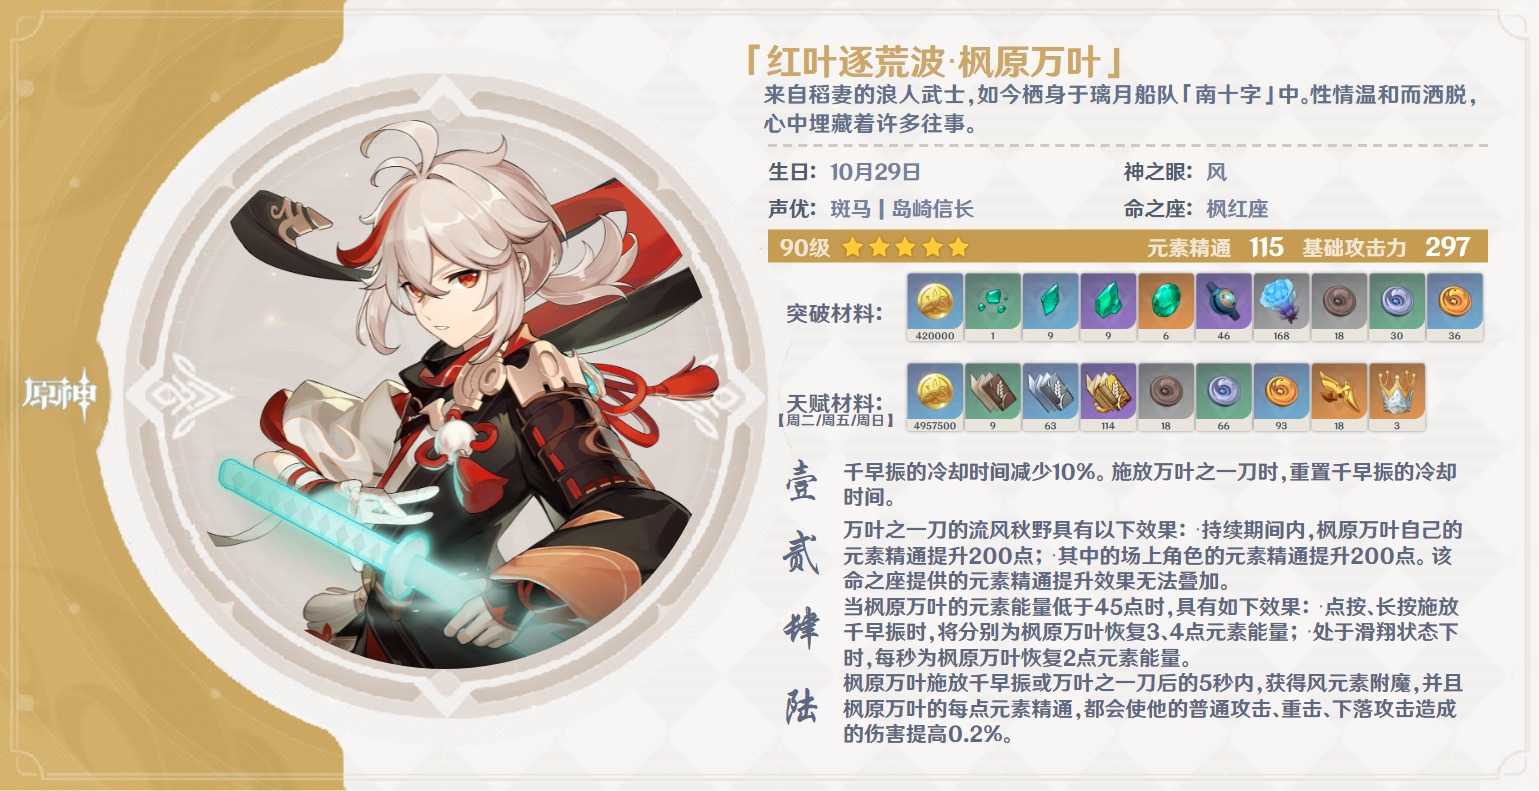 原神
「红叶逐荒波·枫原万叶」
来自稻妻的浪人武士,如今栖身于璃月船队「南十字」中。性情温和而洒脱,
心中埋藏着许多往事。
生日: 10月29日 神之眼: 风
声优: 斑马 | 岛崎信长 命之座: 枫红座
90级 元素精通 115 基础攻击力 297
突破材料:
420000 1 9 9 6 46 168 18 30 36
天赋材料:
【周二/周五/周日】
4957500 9 63 114 18 66 93 18 3
壹
千早振的冷却时间减少10%。施放万叶之一刀时,重置千早振的冷却
时间。
贰
万叶之一刀的流风秋野具有以下效果: ·持续期间内,枫原万叶自己的
元素精通提升200点; ·其中的场上角色的元素精通提升200点。该
命之座提供的元素精通提升效果无法叠加。
肆
当枫原万叶的元素能量低于45点时,具有如下效果: ·点按、长按施放
千早振时,将分别为枫原万叶恢复3、4点元素能量; ·处于滑翔状态下
时,每秒为枫原万叶恢复2点元素能量。
陆
枫原万叶施放千早振或万叶之一刀后的5秒内,获得风元素附魔,并且
枫原万叶的每点元素精通,都会使他的普通攻击、重击、下落攻击造成
的伤害提高0.2%。